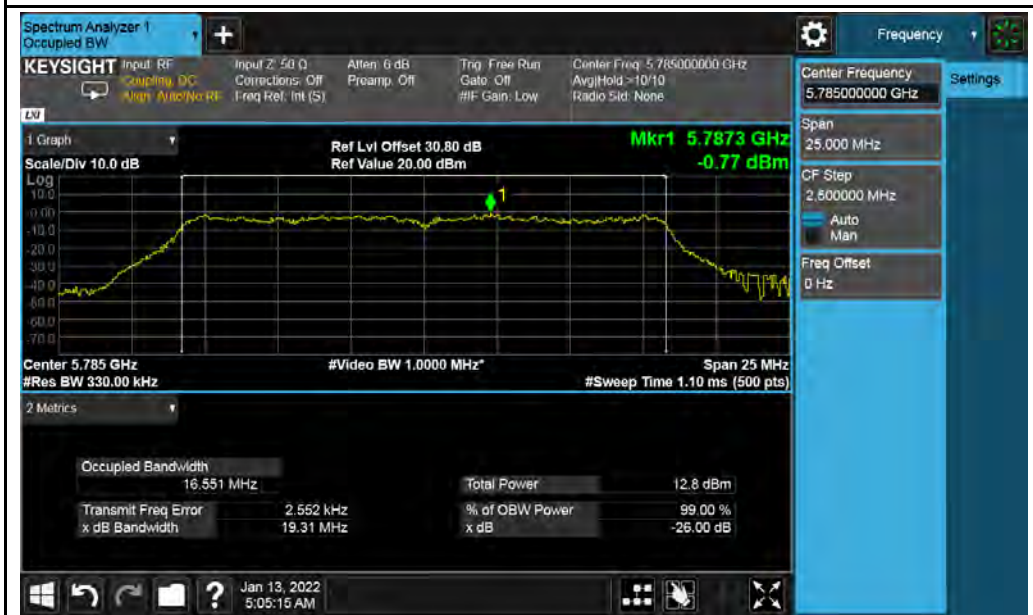 Spectrum Analyzer 1
Occupied BW
Frequency
KEYSIGHT
Input: RF
Coupling: DC
Align: Auto/No RF
Input Z: 50 Ω
Corrections: Off
Freq Ref: Int (S)
Atten: 6 dB
Preamp: Off
Trig: Free Run
Gate: Off
#IF Gain: Low
Center Freq: 5.785000000 GHz
Avg|Hold:>10/10
Radio Std: None
LXI
Center Frequency
5.785000000 GHz
Settings
Span
25.000 MHz
CF Step
2.500000 MHz
Auto
Man
Freq Offset
0 Hz
1 Graph
Scale/Div 10.0 dB
Ref Lvl Offset 30.80 dB
Ref Value 20.00 dBm
Mkr1 5.7873 GHz
-0.77 dBm
Log
10.0
0.00
-10.0
-20.0
-30.0
-40.0
-50.0
-60.0
-70.0
1
Center 5.785 GHz
#Video BW 1.0000 MHz*
Span 25 MHz
#Res BW 330.00 kHz
#Sweep Time 1.10 ms (500 pts)
2 Metrics
Occupied Bandwidth
16.551 MHz
Total Power 12.8 dBm
Transmit Freq Error 2.552 kHz
% of OBW Power 99.00 %
x dB Bandwidth 19.31 MHz
x dB -26.00 dB
?
Jan 13, 2022
5:05:15 AM